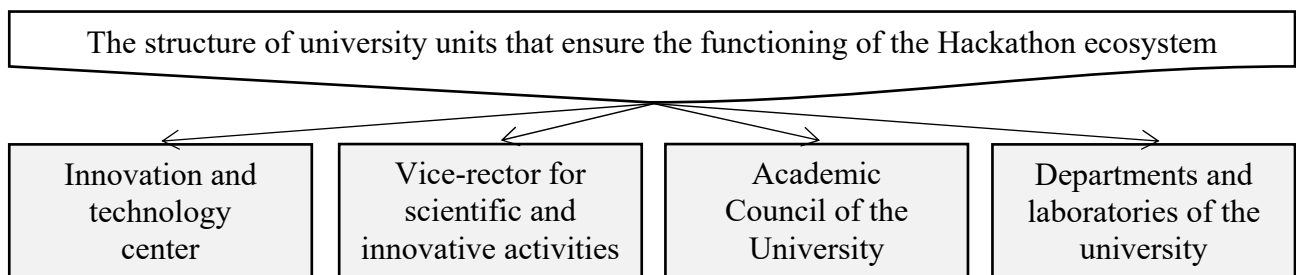 The structure of university units that ensure the functioning of the Hackathon ecosystem
Innovation and
technology
center
Vice-rector for
scientific and
innovative activities
Academic
Council of the
University
Departments and
laboratories of the
university